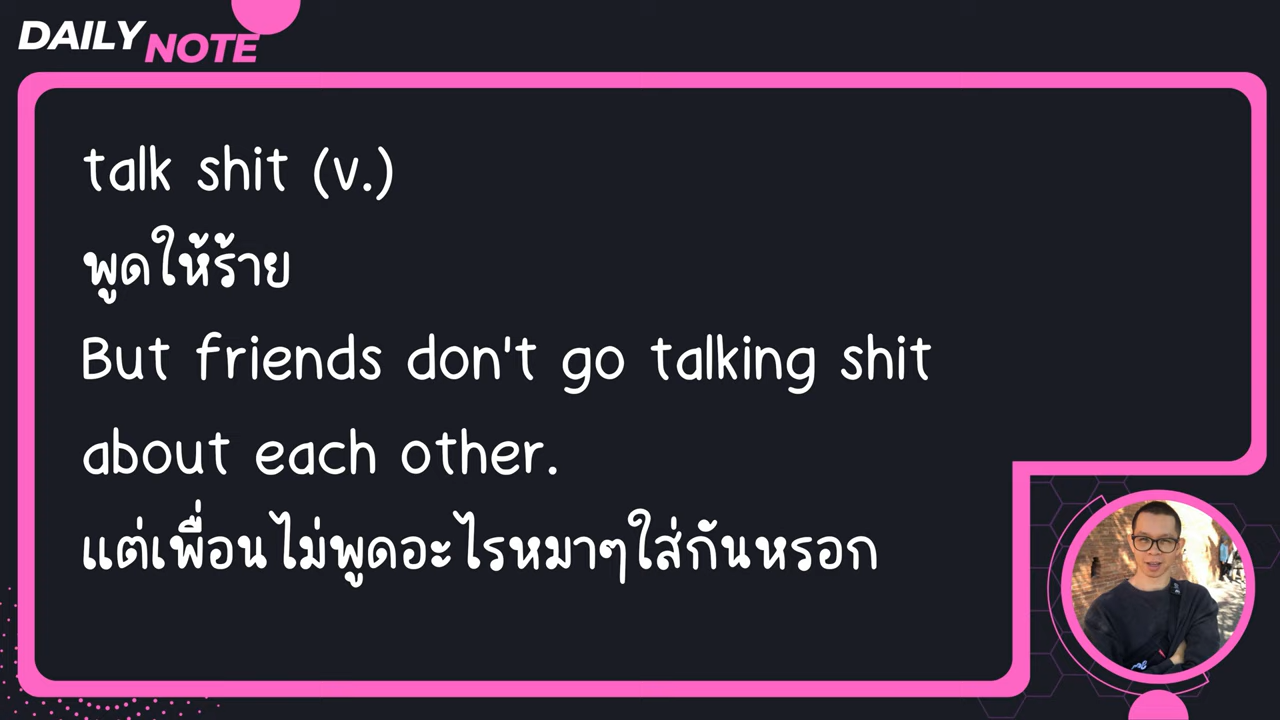 DAILY NOTE
talk shit (v.)
พูดให้ร้าย
But friends don't go talking shit
about each other.
แต่เพื่อนไม่พูดอะไรหมาๆใส่กันหรอก